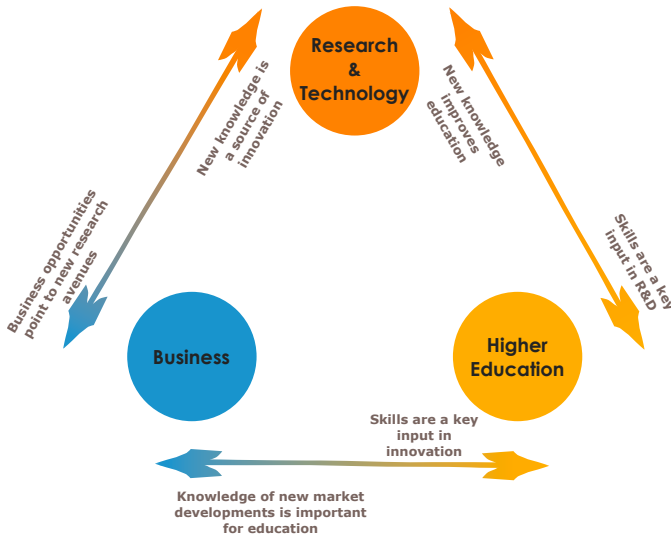 Research
&
Technology
New knowledge is
a source of
innovation
New knowledge
improves
education
Business opportunities
point to new research
avenues
Skills are a key
input in R&D
Business
Higher
Education
Skills are a key
input in
innovation
Knowledge of new market
developments is important
for education